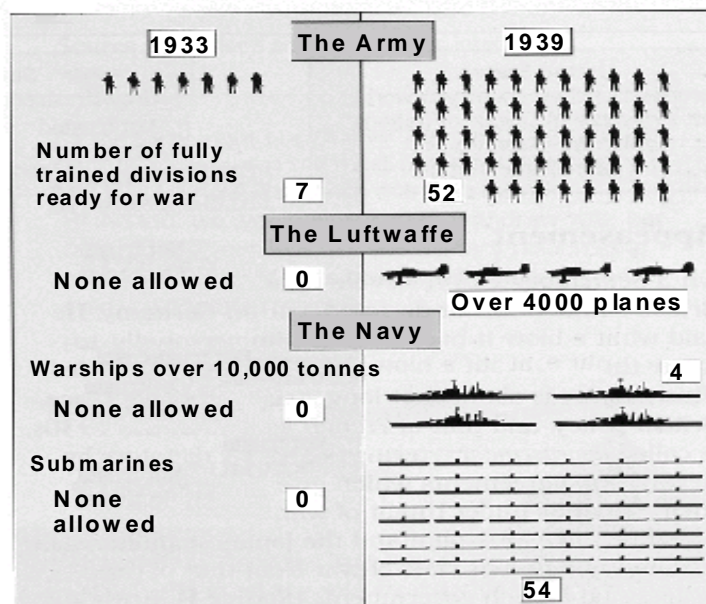 1933
The Army
1939
Number of fully
trained divisions
ready for war
7
52
The Luftwaffe
None allowed
0
Over 4000 planes
The Navy
Warships over 10,000 tonnes
4
None allowed
0
Submarines
None
allowed
0
54